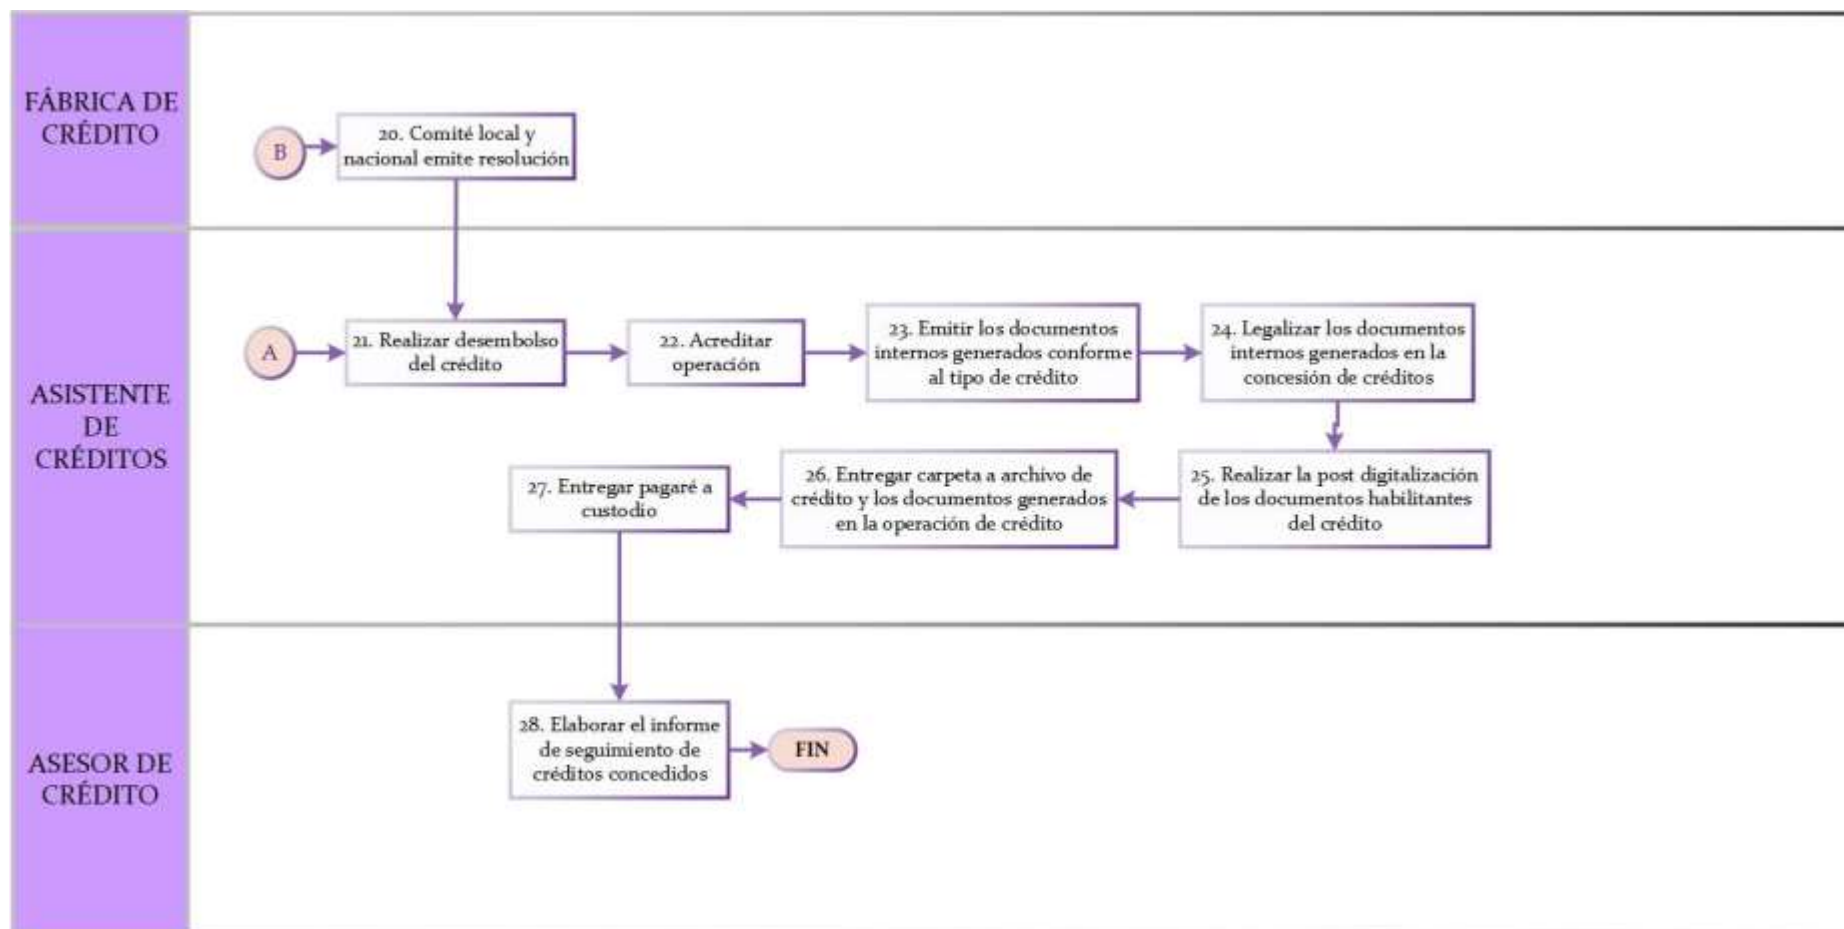 FÁBRICA DE
CRÉDITO
B
20. Comité local y
nacional emite resolución
ASISTENTE
DE
CRÉDITOS
A
21. Realizar desembolso
del crédito
22. Acreditar
operación
23. Emitir los documentos
internos generados conforme
al tipo de crédito
24. Legalizar los documentos
internos generados en la
concesión de créditos
25. Realizar la post digitalización
de los documentos habilitantes
del crédito
26. Entregar carpeta a archivo de
crédito y los documentos generados
en la operación de crédito
27. Entregar pagaré a
custodio
ASESOR DE
CRÉDITO
28. Elaborar el informe
de seguimiento de
créditos concedidos
FIN